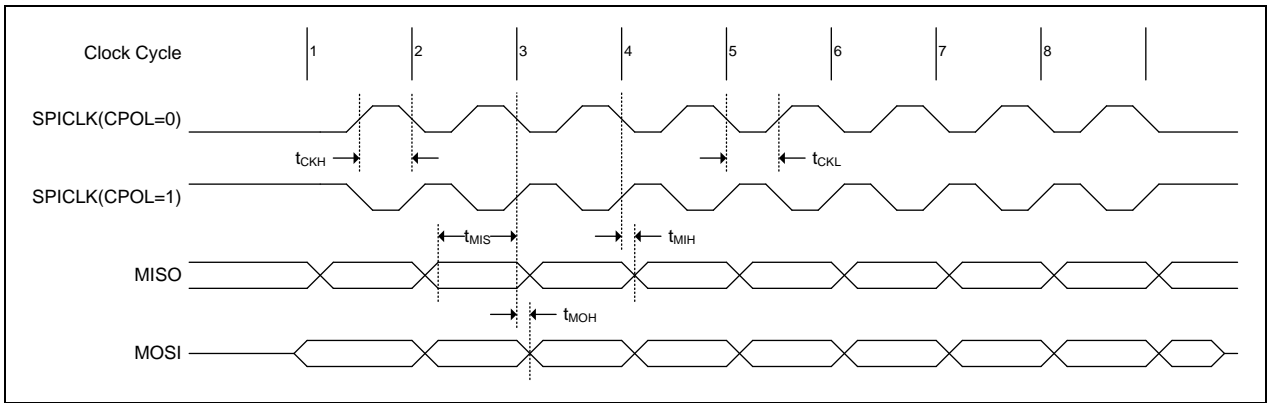 Clock Cycle 1 2 3 4 5 6 7 8
SPICLK(CPOL=0)
tCKH tCKL
SPICLK(CPOL=1)
tMIS tMIH
MISO
tMOH
MOSI